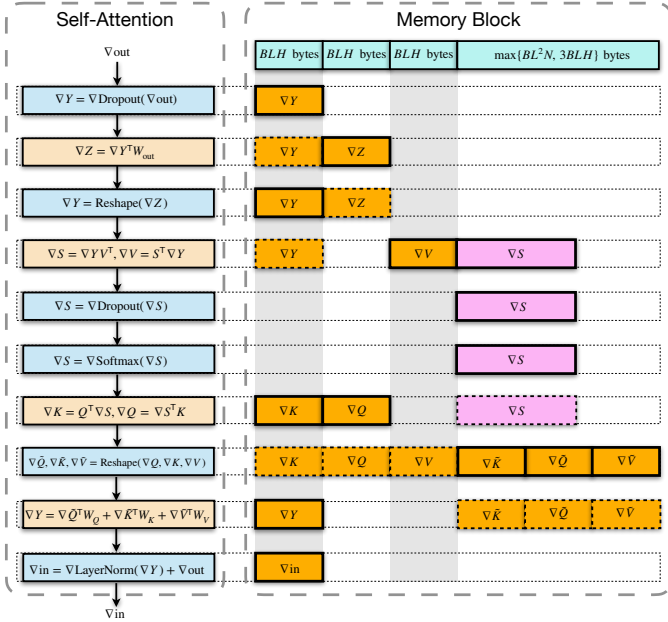 Self-Attention Memory Block
∇out
BLH bytes BLH bytes BLH bytes max{BL²N, 3BLH} bytes
∇Y = ∇Dropout(∇out) ∇Y
∇Z = ∇YᵀW_out ∇Y ∇Z
∇Y = Reshape(∇Z) ∇Y ∇Z
∇S = ∇YVᵀ, ∇V = Sᵀ∇Y ∇Y ∇V ∇S
∇S = ∇Dropout(∇S) ∇S
∇S = ∇Softmax(∇S) ∇S
∇K = Qᵀ∇S, ∇Q = ∇SᵀK ∇K ∇Q ∇S
∇Q̃, ∇K̃, ∇Ṽ = Reshape(∇Q, ∇K, ∇V) ∇K ∇Q ∇V ∇K̃ ∇Q̃ ∇Ṽ
∇Y = ∇Q̃ᵀW_Q + ∇K̃ᵀW_K + ∇ṼᵀW_V ∇Y ∇K̃ ∇Q̃ ∇Ṽ
∇in = ∇LayerNorm(∇Y) + ∇out ∇in
∇in